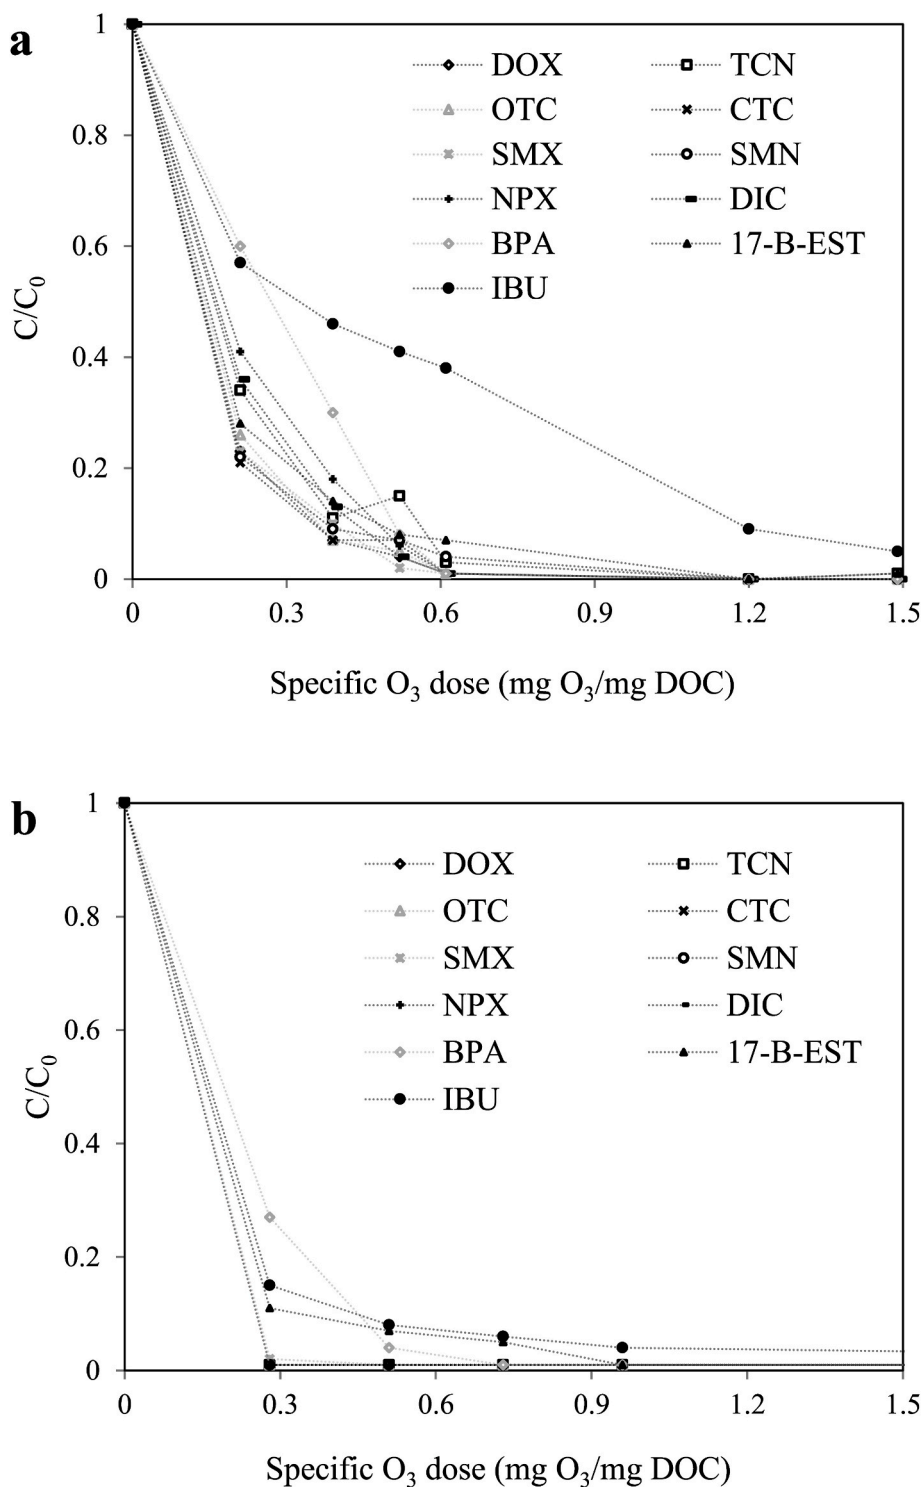 a
1
0.8
0.6
0.4
0.2
0
C/C0
DOX TCN
OTC CTC
SMX SMN
NPX DIC
BPA 17-B-EST
IBU
0 0.3 0.6 0.9 1.2 1.5
Specific O3 dose (mg O3/mg DOC)
b
1
0.8
0.6
0.4
0.2
0
C/C0
DOX TCN
OTC CTC
SMX SMN
NPX DIC
BPA 17-B-EST
IBU
0 0.3 0.6 0.9 1.2 1.5
Specific O3 dose (mg O3/mg DOC)